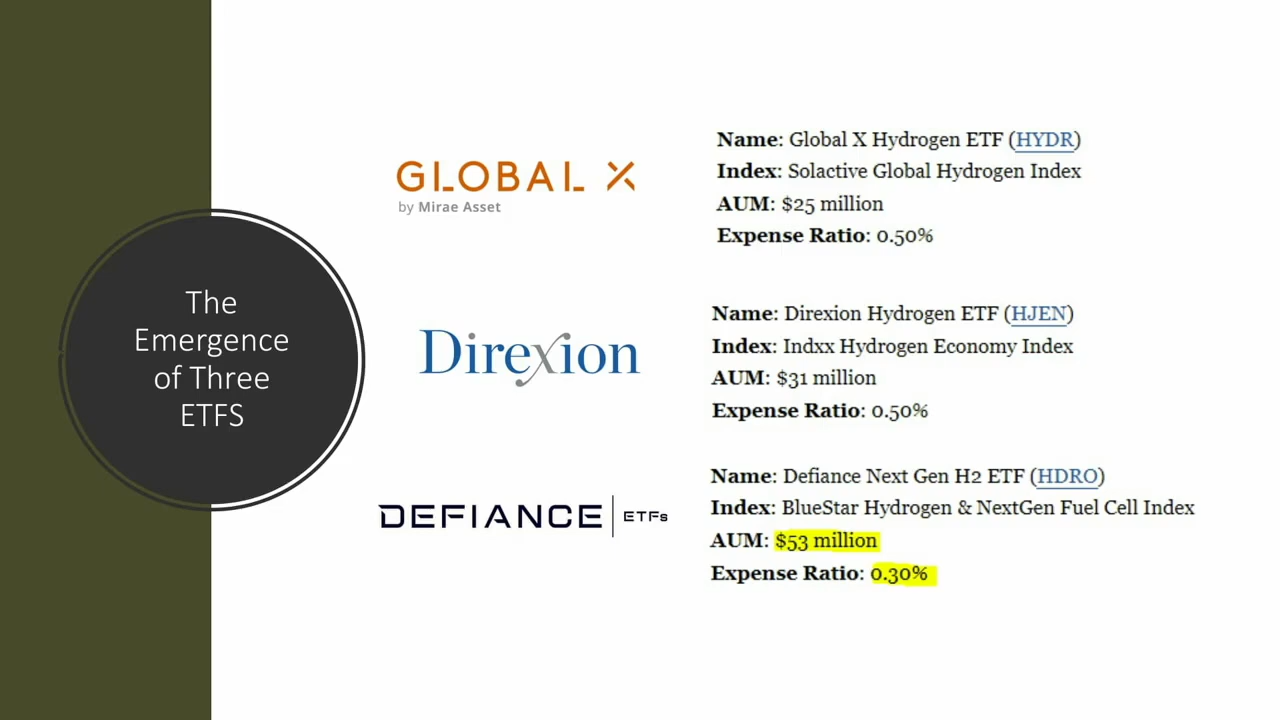 The
Emergence
of Three
ETFS
GLOBAL X
by Mirae Asset
Name: Global X Hydrogen ETF (HYDR)
Index: Solactive Global Hydrogen Index
AUM: $25 million
Expense Ratio: 0.50%
Direxion
Name: Direxion Hydrogen ETF (HJEN)
Index: Indxx Hydrogen Economy Index
AUM: $31 million
Expense Ratio: 0.50%
DEFIANCE ETFs
Name: Defiance Next Gen H2 ETF (HDRO)
Index: BlueStar Hydrogen & NextGen Fuel Cell Index
AUM: $53 million
Expense Ratio: 0.30%